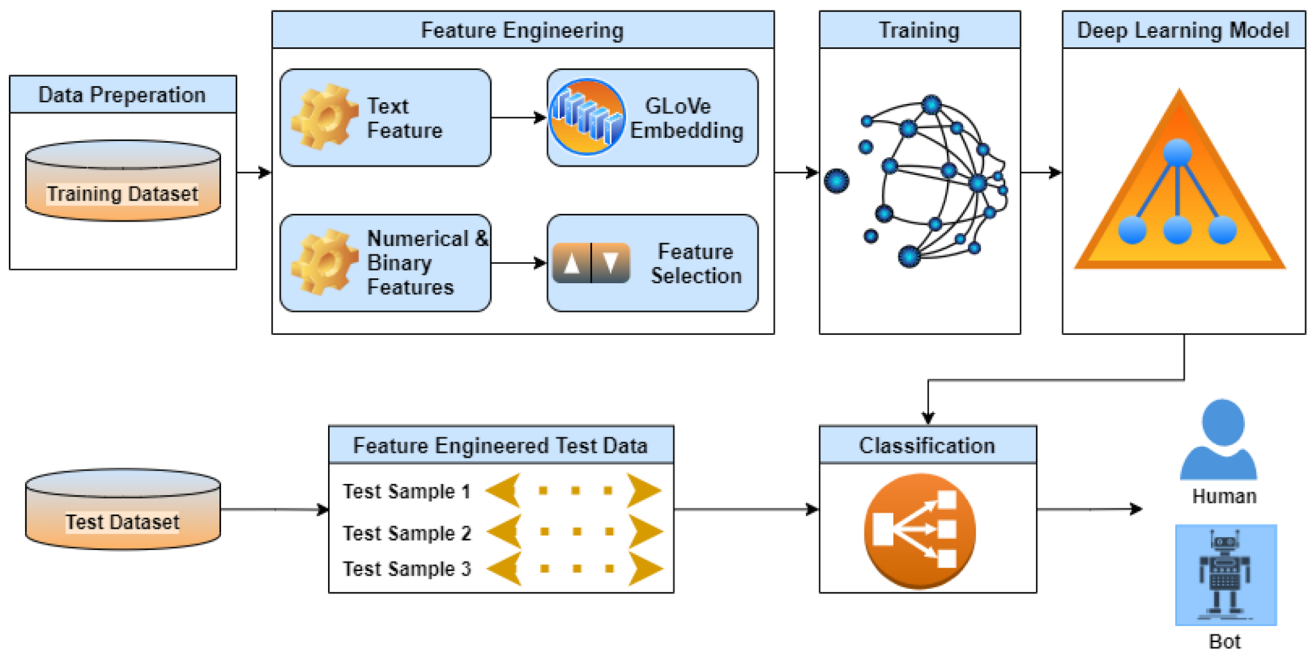 Feature Engineering
Training
Deep Learning Model
Data Preperation
Training Dataset
Text
Feature
GLoVe
Embedding
Numerical &
Binary
Features
Feature
Selection
Feature Engineered Test Data
Classification
Test Dataset
Test Sample 1
Test Sample 2
Test Sample 3
Human
Bot